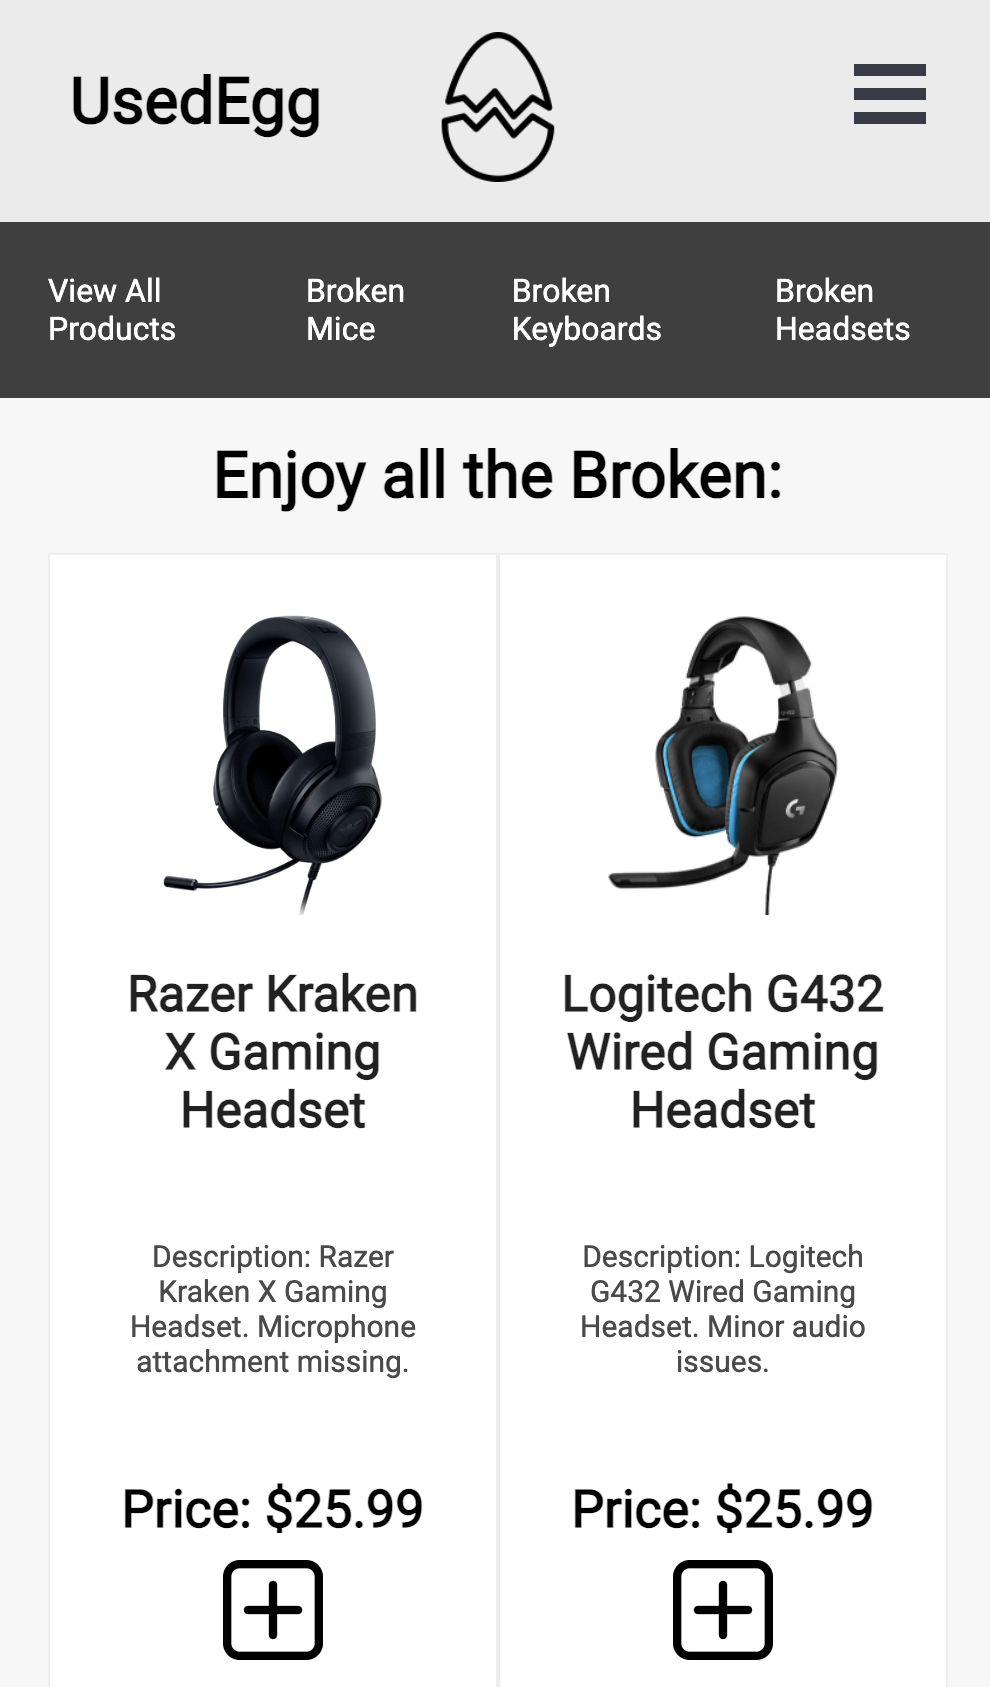 UsedEgg
View All
Products
Broken
Mice
Broken
Keyboards
Broken
Headsets
Enjoy all the Broken:
Razer Kraken
X Gaming
Headset
Description: Razer
Kraken X Gaming
Headset. Microphone
attachment missing.
Price: $25.99
Logitech G432
Wired Gaming
Headset
Description: Logitech
G432 Wired Gaming
Headset. Minor audio
issues.
Price: $25.99